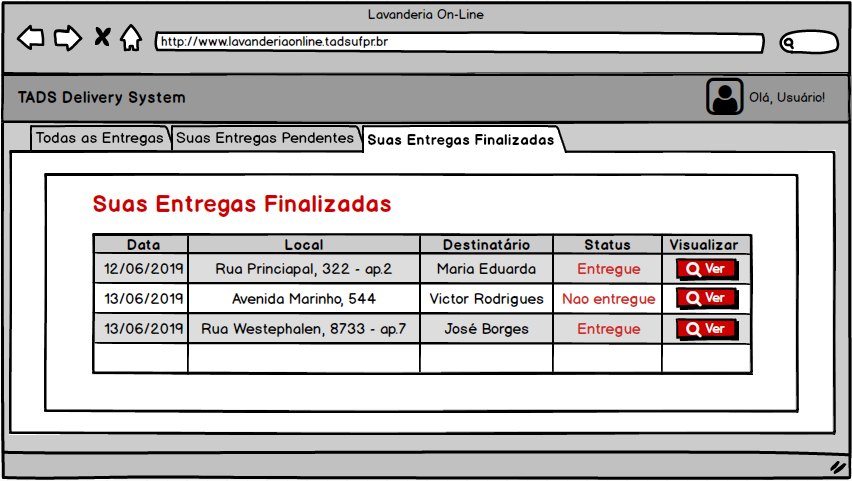 Lavanderia On-Line
http://www.lavanderiaonline.tadsufpr.br
TADS Delivery System
Olá, Usuário!
Todas as Entregas Suas Entregas Pendentes Suas Entregas Finalizadas
Suas Entregas Finalizadas
Data Local Destinatário Status Visualizar
12/06/2019 Rua Princiapal, 322 - ap.2 Maria Eduarda Entregue Ver
13/06/2019 Avenida Marinho, 544 Victor Rodrigues Nao entregue Ver
13/06/2019 Rua Westephalen, 8733 - ap.7 José Borges Entregue Ver